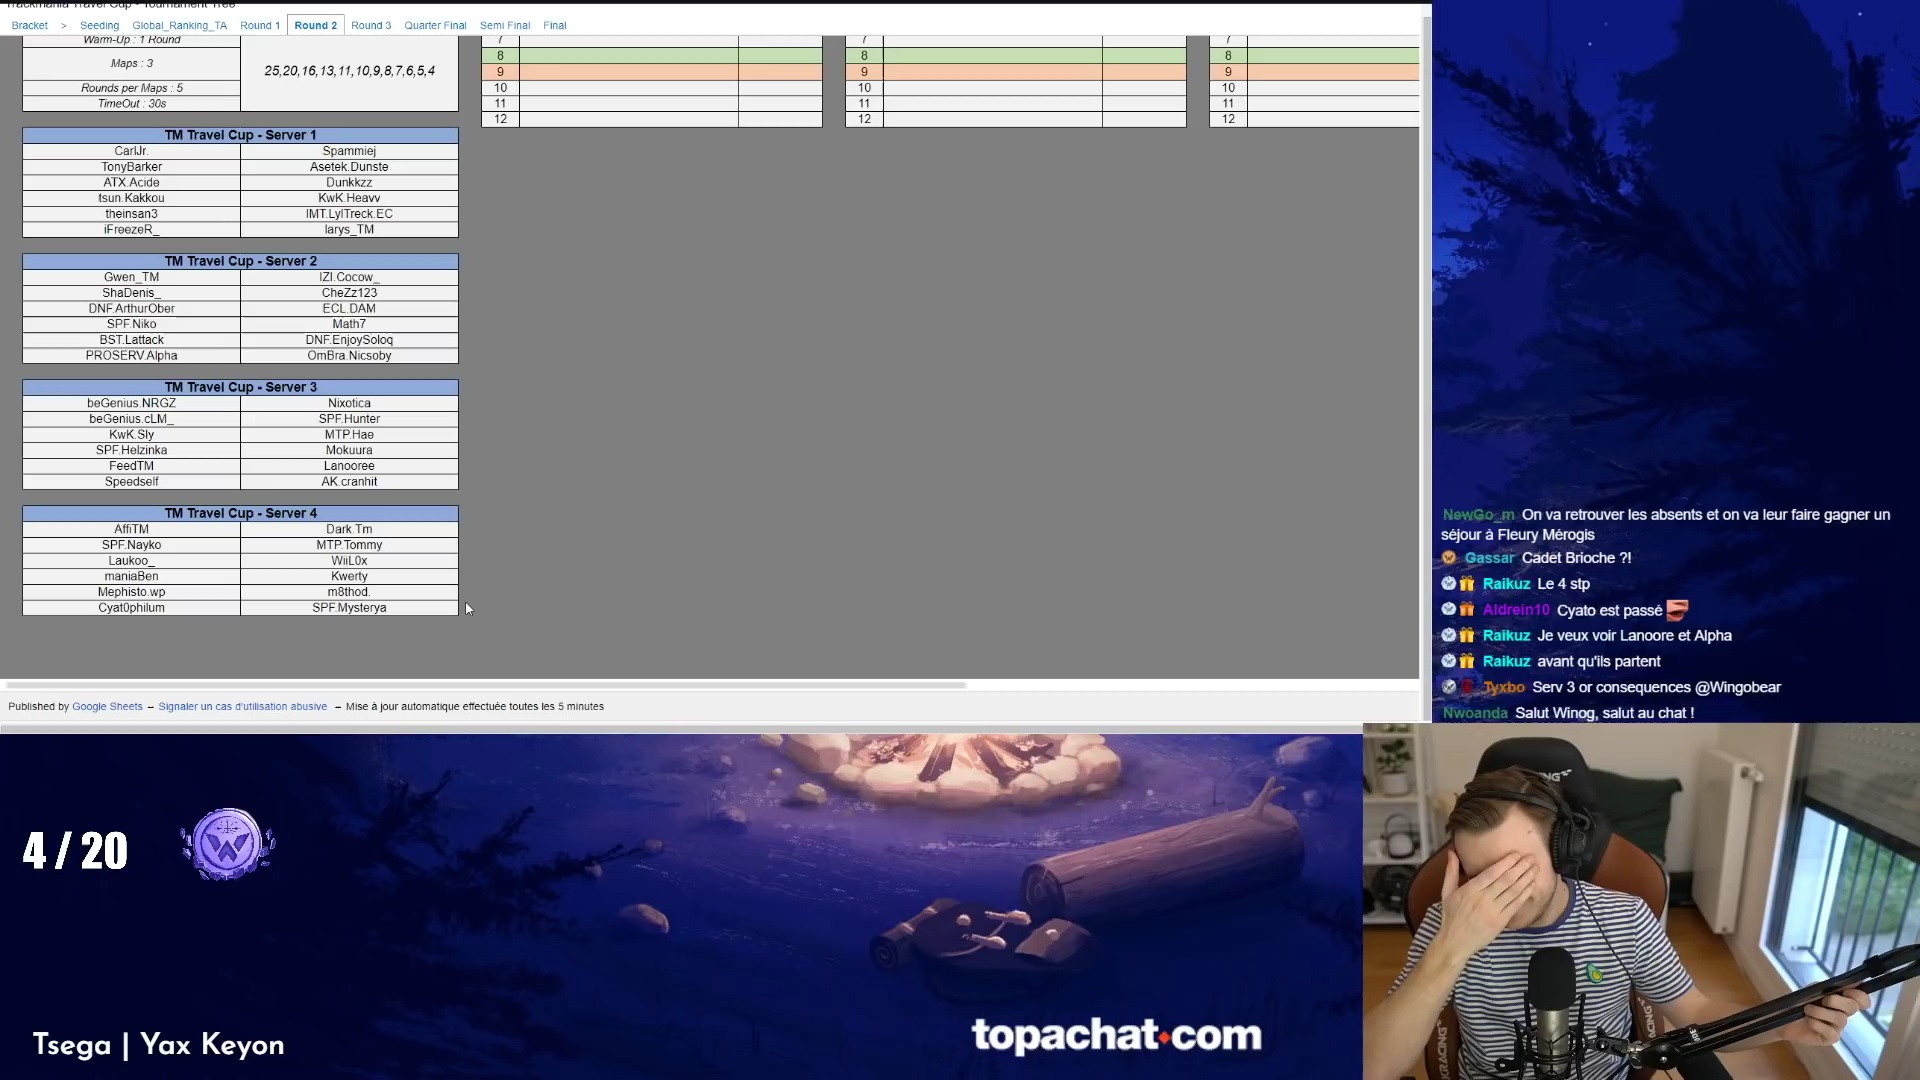 Trackmania Travel Cup - Tournament Tree
Bracket > Seeding Global_Ranking_TA Round 1 Round 2 Round 3 Quarter Final Semi Final Final
Warm-Up : 1 Round
Maps : 3
Rounds per Maps : 5
TimeOut : 30s
25,20,16,13,11,10,9,8,7,6,5,4
7 7 7
8 8 8
9 9 9
10 10 10
11 11 11
12 12 12
TM Travel Cup - Server 1
CarlJr. Spammiej
TonyBarker Asetek.Dunste
ATX.Acide Dunkkzz
tsun.Kakkou KwK.Heavv
theinsan3 IMT.LylTreck.EC
iFreezeR_ larys_TM
TM Travel Cup - Server 2
Gwen_TM IZI.Cocow_
ShaDenis_ CheZz123
DNF.ArthurOber ECL.DAM
SPF.Niko Math7
BST.Lattack DNF.EnjoySoloq
PROSERV.Alpha OmBra.Nicsoby
TM Travel Cup - Server 3
beGenius.NRGZ Nixotica
beGenius.cLM_ SPF.Hunter
KwK.Sly MTP.Hae
SPF.Helzinka Mokuura
FeedTM Lanooree
Speedself AK.cranhit
TM Travel Cup - Server 4
AffiTM Dark.Tm
SPF.Nayko MTP.Tommy
Laukoo_ WiiL0x
maniaBen Kwerty
Mephisto.wp m8thod.
Cyat0philum SPF.Mysterya
Published by Google Sheets – Signaler un cas d'utilisation abusive – Mise à jour automatique effectuée toutes les 5 minutes
NewGo_m On va retrouver les absents et on va leur faire gagner un
séjour à Fleury Mérogis
Gassar Cadet Brioche ?!
Raikuz Le 4 stp
Aldrein10 Cyato est passé
Raikuz Je veux voir Lanoore et Alpha
Raikuz avant qu'ils partent
Tyxbo Serv 3 or consequences @Wingobear
Nwoanda Salut Winog, salut au chat !
4 / 20
W
Tsega | Yax Keyon
topachat.com